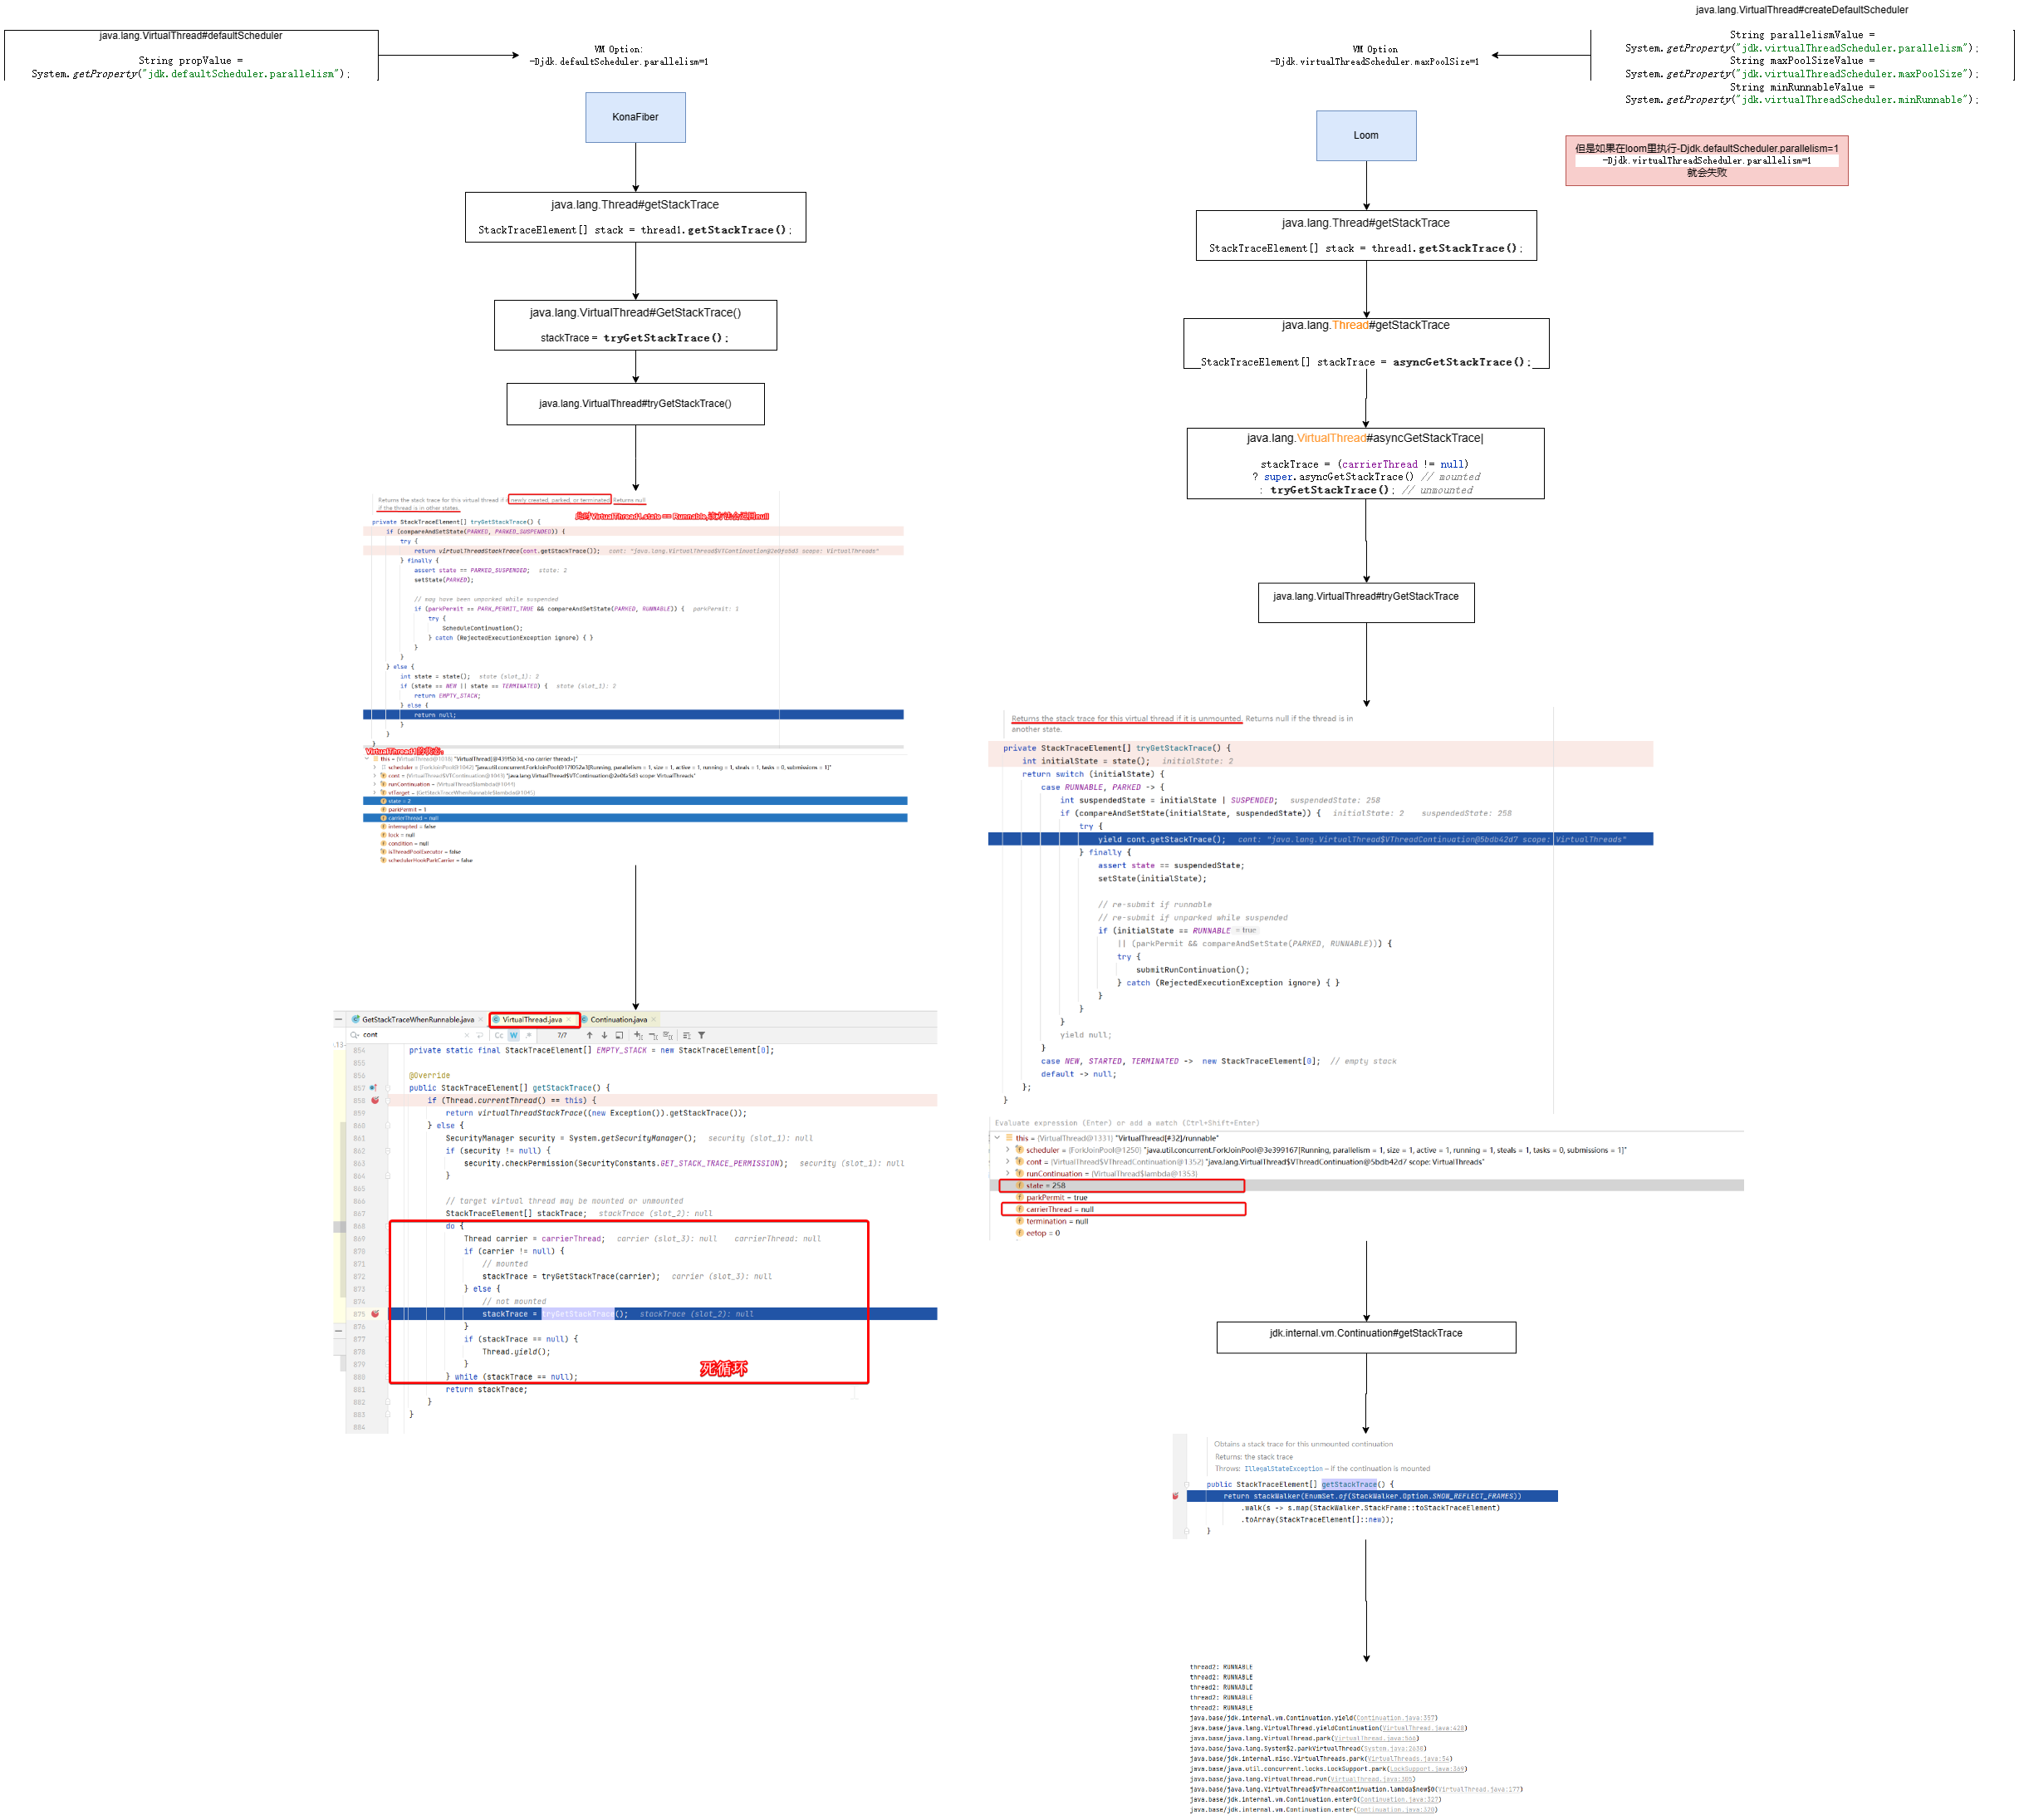 java.lang.VirtualThread#defaultScheduler
String propValue =
System.getProperty("jdk.defaultScheduler.parallelism");
VM Option:
-Djdk.defaultScheduler.parallelism=1
KonaFiber
java.lang.Thread#getStackTrace
StackTraceElement[] stack = thread1.getStackTrace();
java.lang.VirtualThread#GetStackTrace()
stackTrace = tryGetStackTrace();
java.lang.VirtualThread#tryGetStackTrace()
Returns the stack trace for this virtual thread if it newly created, parked, or terminated. Returns null
if the thread is in other states.
此时VirtualThread1.state == Runnable,该方法会返回null
private StackTraceElement[] tryGetStackTrace() {
if (compareAndSetState(PARKED, PARKED_SUSPENDED)) {
try {
return virtualThreadStackTrace(cont.getStackTrace());
} finally {
assert state == PARKED_SUSPENDED; state: 2
setState(PARKED);
// may have been unparked while suspended
if (parkPermit == PARK_PERMIT_TRUE && compareAndSetState(PARKED, RUNNABLE)) { parkPermit: 1
try {
ScheduleContinuation();
} catch (RejectedExecutionException ignore) { }
}
}
} else {
int state = state(); state (slot_1): 2
if (state == NEW || state == TERMINATED) { state (slot_1): 2
return EMPTY_STACK;
} else {
return null;
}
}
}
VirtualThread1的状态:
scheduler = {ForkJoinPool@1042} "java.util.concurrent.ForkJoinPool@179052a1[Running, parallelism = 1, size = 1, active = 1, running = 1, steals = 1, tasks = 0, submissions = 1]"
state = 2
parkPermit = 1
carrierThread = null
interrupted = false
lock = null
condition = null
isThreadPoolExecutor = false
schedulerHookParkCarrier = false
GetStackTraceWhenRunnable.java VirtualThread.java Continuation.java
cont Cc W 7/7
854 private static final StackTraceElement[] EMPTY_STACK = new StackTraceElement[0];
855
856 @Override
857 public StackTraceElement[] getStackTrace() {
858 if (Thread.currentThread() == this) {
859 return virtualThreadStackTrace((new Exception()).getStackTrace());
860 } else {
861 SecurityManager security = System.getSecurityManager(); security (slot_1): null
862 if (security != null) {
863 security.checkPermission(SecurityConstants.GET_STACK_TRACE_PERMISSION); security (slot_1): null
864 }
865
866 // target virtual thread may be mounted or unmounted
867 StackTraceElement[] stackTrace; stackTrace (slot_2): null
868 do {
869 Thread carrier = carrierThread; carrier (slot_3): null carrierThread: null
870 if (carrier != null) {
871 // mounted
872 stackTrace = tryGetStackTrace(carrier); carrier (slot_3): null
873 } else {
874 // not mounted
875 stackTrace = tryGetStackTrace(); stackTrace (slot_2): null
876 }
877 if (stackTrace == null) {
878 Thread.yield();
879 }
880 } while (stackTrace == null);
死循环
881 return stackTrace;
882 }
883 }
884
java.lang.VirtualThread#createDefaultScheduler
String parallelismValue =
System.getProperty("jdk.virtualThreadScheduler.parallelism");
String maxPoolSizeValue =
System.getProperty("jdk.virtualThreadScheduler.maxPoolSize");
String minRunnableValue =
System.getProperty("jdk.virtualThreadScheduler.minRunnable");
VM Option
-Djdk.virtualThreadScheduler.maxPoolSize=1
Loom
但是如果在loom里执行-Djdk.defaultScheduler.parallelism=1
-Djdk.virtualThreadScheduler.parallelism=1
就会失败
java.lang.Thread#getStackTrace
StackTraceElement[] stack = thread1.getStackTrace();
java.lang.Thread#getStackTrace
StackTraceElement[] stackTrace = asyncGetStackTrace();
java.lang.VirtualThread#asyncGetStackTrace|
stackTrace = (carrierThread != null)
? super.asyncGetStackTrace() // mounted
: tryGetStackTrace(); // unmounted
java.lang.VirtualThread#tryGetStackTrace
Returns the stack trace for this virtual thread if it is unmounted. Returns null if the thread is in
another state.
private StackTraceElement[] tryGetStackTrace() {
int initialState = state(); initialState: 2
return switch (initialState) {
case RUNNABLE, PARKED -> {
int suspendedState = initialState | SUSPENDED; suspendedState: 258
if (compareAndSetState(initialState, suspendedState)) { initialState: 2 suspendedState: 258
try {
yield cont.getStackTrace(); cont: "java.lang.VirtualThread$VThreadContinuation@5bdb42d7 scope: VirtualThreads"
} finally {
assert state == suspendedState;
setState(initialState);
// re-submit if runnable
// re-submit if unparked while suspended
if (initialState == RUNNABLE = true
|| (parkPermit && compareAndSetState(PARKED, RUNNABLE))) {
try {
submitRunContinuation();
} catch (RejectedExecutionException ignore) { }
}
}
}
yield null;
}
case NEW, STARTED, TERMINATED -> new StackTraceElement[0]; // empty stack
default -> null;
};
}
Evaluate expression (Enter) or add a watch (Ctrl+Shift+Enter)
this = {VirtualThread@1331} "VirtualThread[#32]/runnable"
scheduler = {ForkJoinPool@1250} "java.util.concurrent.ForkJoinPool@3e399167[Running, parallelism = 1, size = 1, active = 1, running = 1, steals = 1, tasks = 0, submissions = 1]"
cont = {VirtualThread$VThreadContinuation@1352} "java.lang.VirtualThread$VThreadContinuation@5bdb42d7 scope: VirtualThreads"
runContinuation = {VirtualThread$lambda@1353}
state = 258
parkPermit = true
carrierThread = null
termination = null
eetop = 0
jdk.internal.vm.Continuation#getStackTrace
Obtains a stack trace for this unmounted continuation
Returns: the stack trace
Throws: IllegalStateException – if the continuation is mounted
public StackTraceElement[] getStackTrace() {
return stackWalker(EnumSet.of(StackWalker.Option.SHOW_REFLECT_FRAMES))
.walk(s -> s.map(StackWalker.StackFrame::toStackTraceElement)
.toArray(StackTraceElement[]::new));
}
thread2: RUNNABLE
thread2: RUNNABLE
thread2: RUNNABLE
thread2: RUNNABLE
thread2: RUNNABLE
java.base/jdk.internal.vm.Continuation.yield(Continuation.java:357)
java.base/java.lang.VirtualThread.yieldContinuation(VirtualThread.java:428)
java.base/java.lang.VirtualThread.park(VirtualThread.java:566)
java.base/java.lang.System$2.parkVirtualThread(System.java:2638)
java.base/jdk.internal.misc.VirtualThreads.park(VirtualThreads.java:54)
java.base/java.util.concurrent.locks.LockSupport.park(LockSupport.java:369)
java.base/java.lang.VirtualThread.run(VirtualThread.java:305)
java.base/java.lang.VirtualThread$VThreadContinuation.lambda$new$0(VirtualThread.java:177)
java.base/jdk.internal.vm.Continuation.enter0(Continuation.java:327)
java.base/jdk.internal.vm.Continuation.enter(Continuation.java:320)